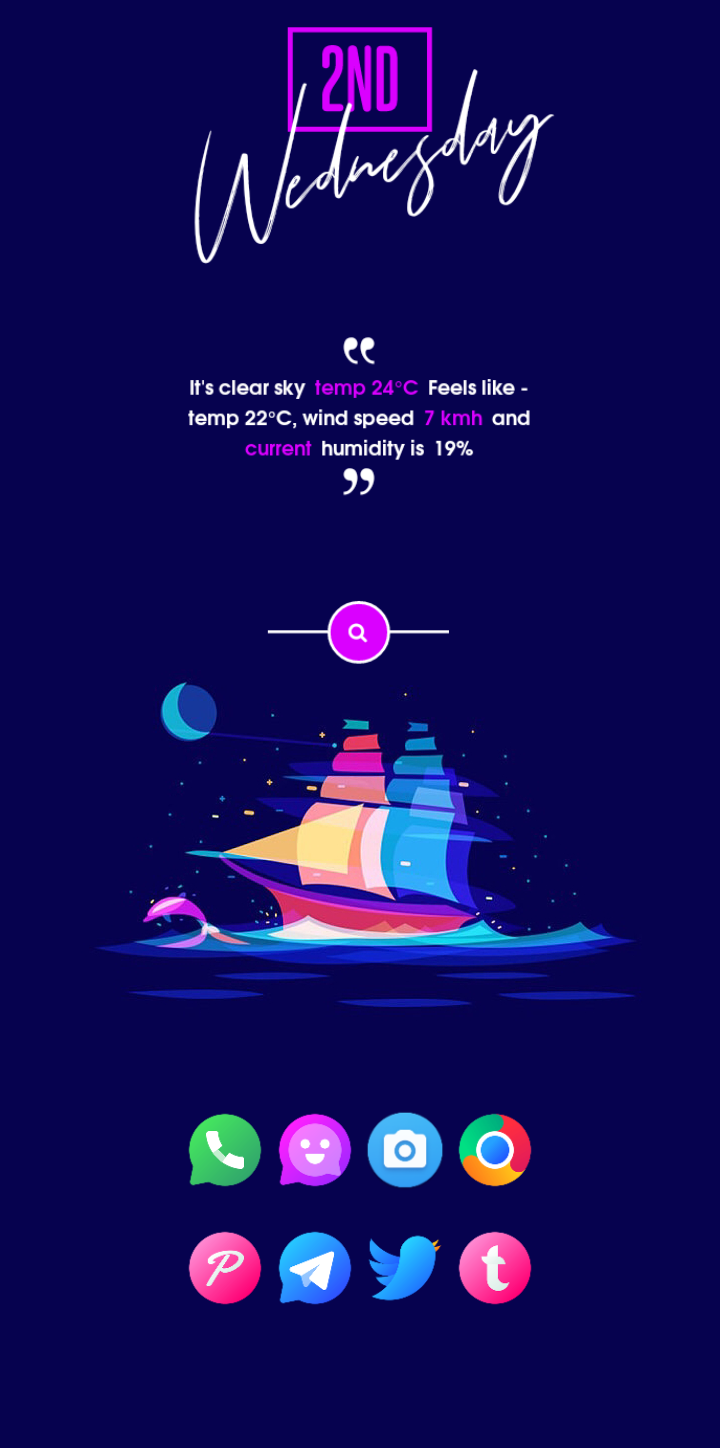 2ND
Wednesday
“
It's clear sky temp 24°C Feels like -
temp 22°C, wind speed 7 kmh and
current humidity is 19%
”